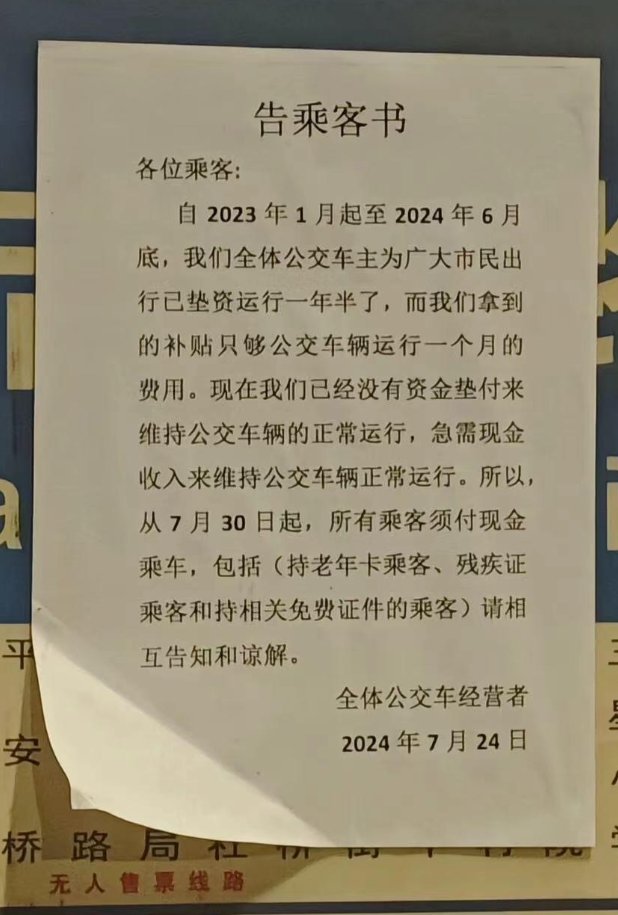 告乘客书
各位乘客:
自 2023 年 1 月起至 2024 年 6 月
底，我们全体公交车主为广大市民出
行已垫资运行一年半了，而我们拿到
的补贴只够公交车辆运行一个月的
费用。现在我们已经没有资金垫付来
维持公交车辆的正常运行，急需现金
收入来维持公交车辆正常运行。所以，
从 7 月 30 日起，所有乘客须付现金
乘车，包括（持老年卡乘客、残疾证
乘客和持相关免费证件的乘客）请相
互告知和谅解。
全体公交车经营者
2024 年 7 月 24 日
平
安
桥 路 局 社 桥 街
无人售票线路